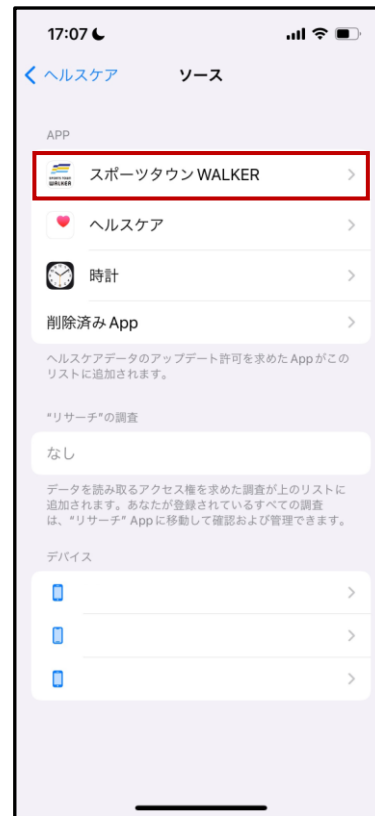 17:07
ヘルスケア
ソース
APP
スポーツタウン WALKER
ヘルスケア
時計
削除済み App
ヘルスケアデータのアップデート許可を求めた App がこの
リストに追加されます。
“リサーチ”の調査
なし
データを読み取るアクセス権を求めた調査が上のリストに
追加されます。あなたが登録されているすべての調査
は、“リサーチ” App に移動して確認および管理できます。
デバイス